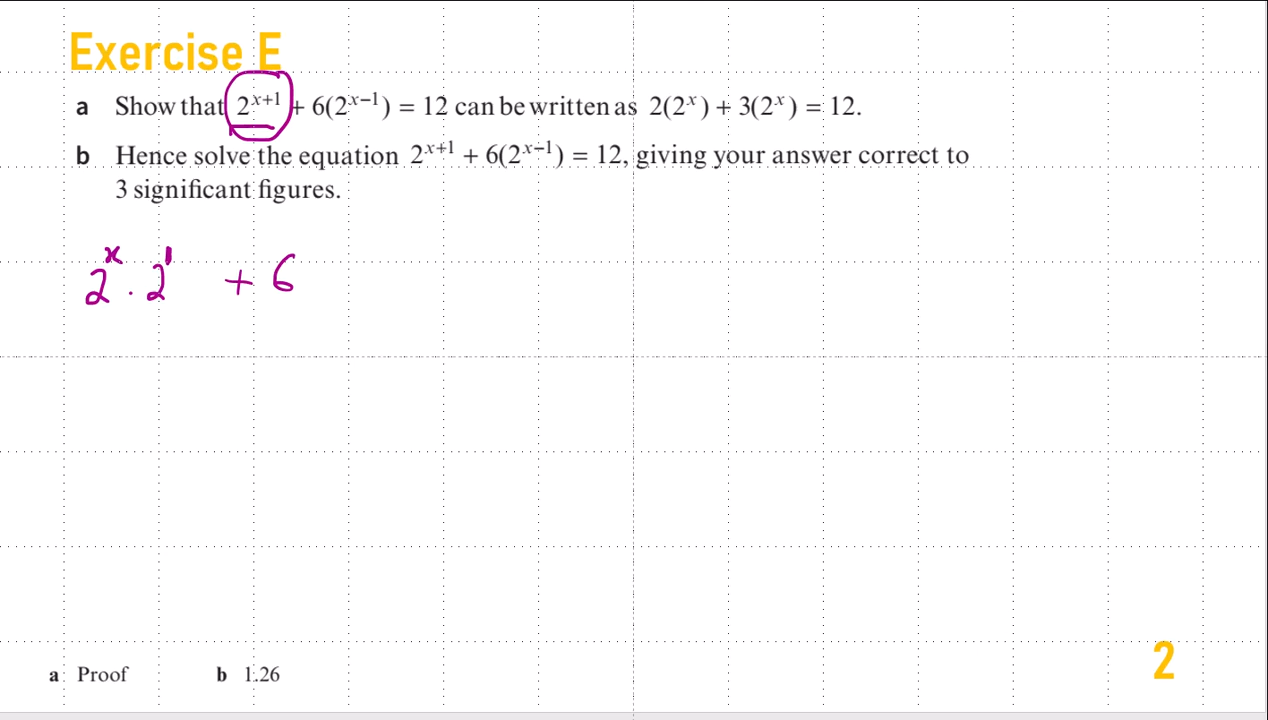 Exercise E
a Show that 2^{x+1} + 6(2^{x−1}) = 12 can be written as 2(2^x) + 3(2^x) = 12.
b Hence solve the equation 2^{x+1} + 6(2^{x−1}) = 12, giving your answer correct to
3 significant figures.
2^x . 2^1 + 6
2
a Proof b 1.26